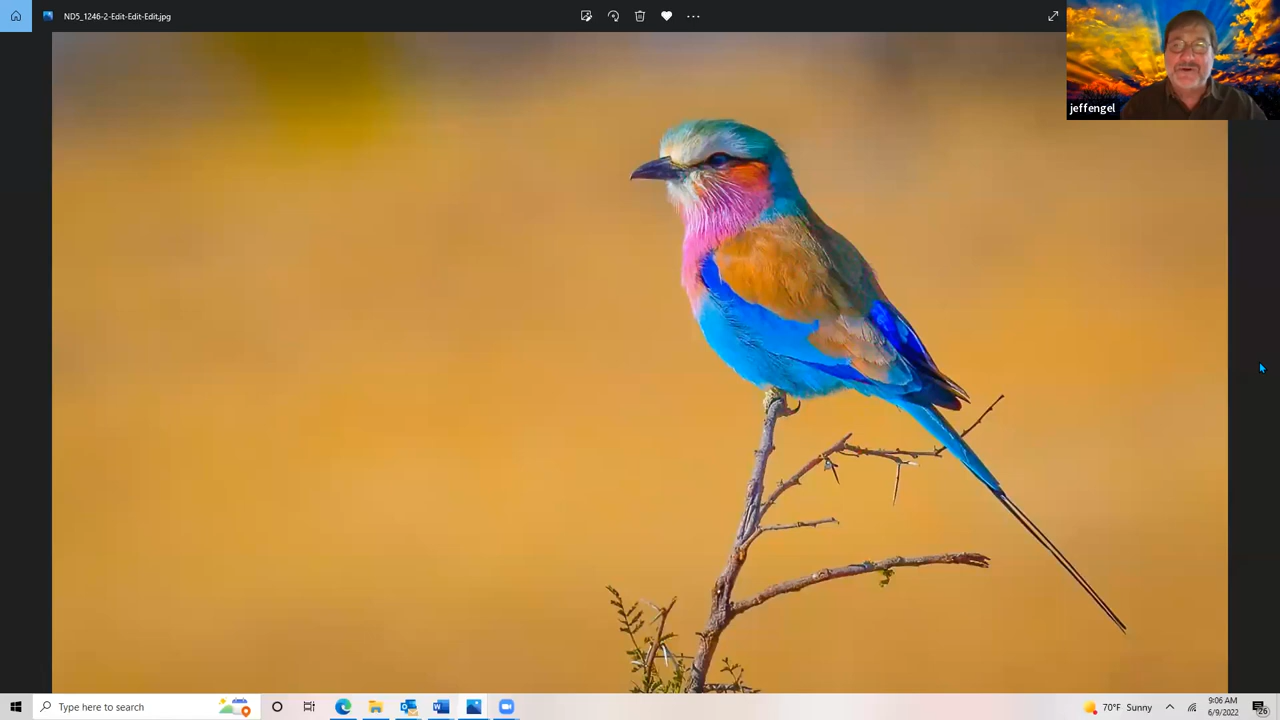 ND5_1246-2-Edit-Edit-Edit.jpg
jeffengel
Type here to search
70°F Sunny
9:06 AM
6/9/2022
26